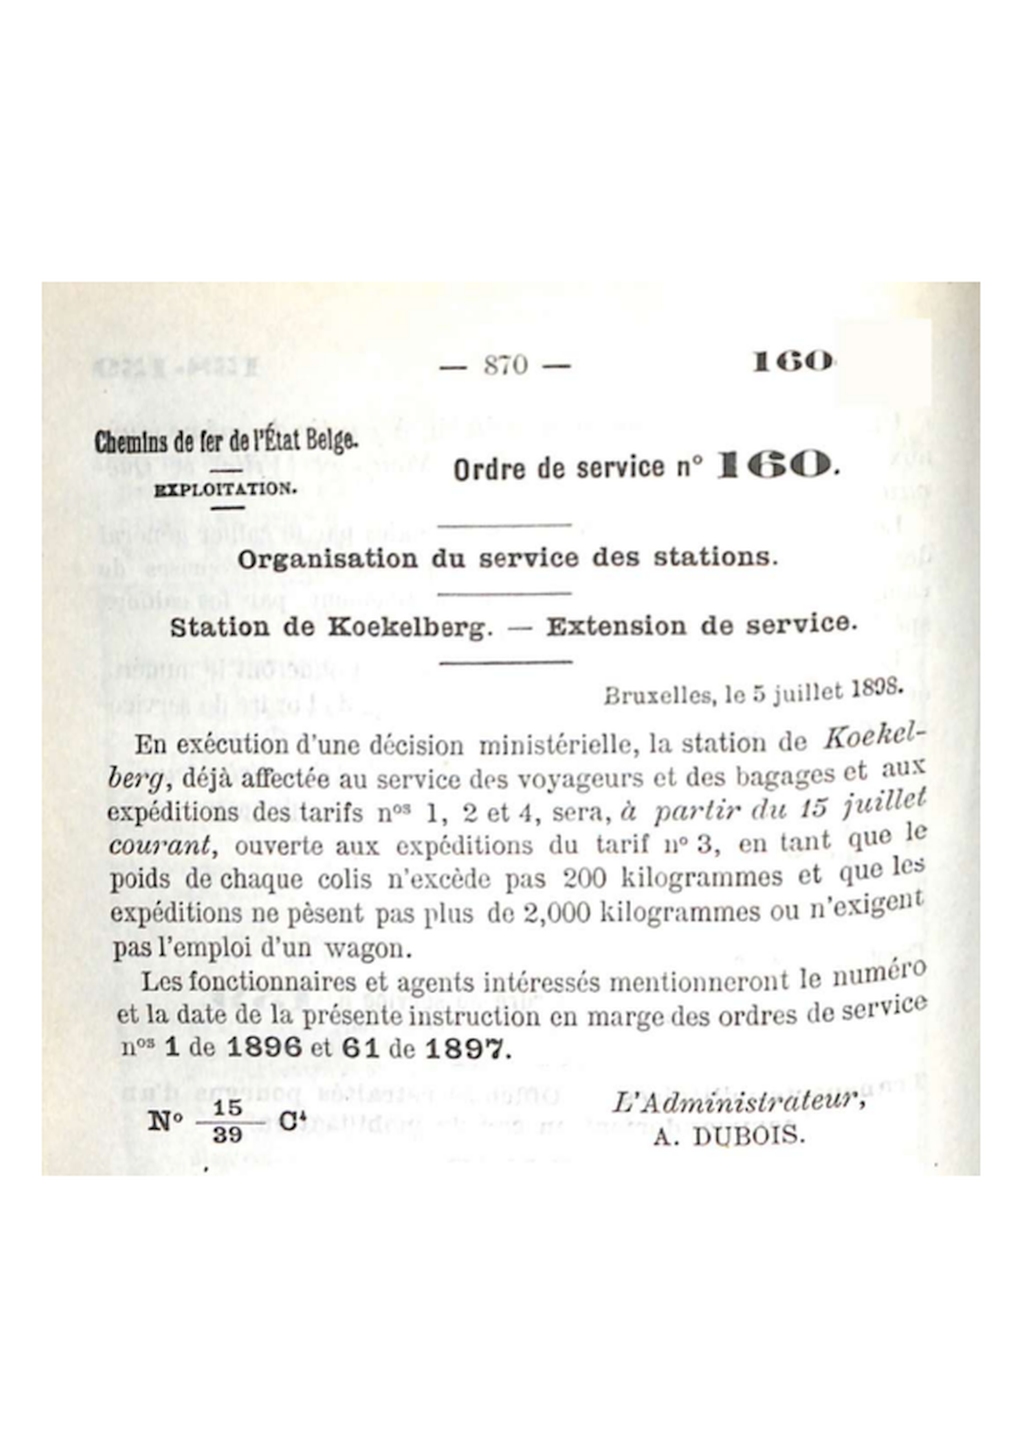 — 870 —
160
Chemins de fer de l'État Belge.
EXPLOITATION.
Ordre de service nº 160.
Organisation du service des stations.
Station de Koekelberg. — Extension de service.
Bruxelles, le 5 juillet 1898.
En exécution d'une décision ministérielle, la station de Koekel-
berg, déjà affectée au service des voyageurs et des bagages et aux
expéditions des tarifs nos 1, 2 et 4, sera, à partir du 15 juillet
courant, ouverte aux expéditions du tarif nº 3, en tant que le
poids de chaque colis n'excède pas 200 kilogrammes et que les
expéditions ne pèsent pas plus de 2,000 kilogrammes ou n'exigent
pas l'emploi d'un wagon.
Les fonctionnaires et agents intéressés mentionneront le numéro
et la date de la présente instruction en marge des ordres de service
nos 1 de 1896 et 61 de 1897.
Nº 15/39 C⁴
L'Administrateur,
A. DUBOIS.